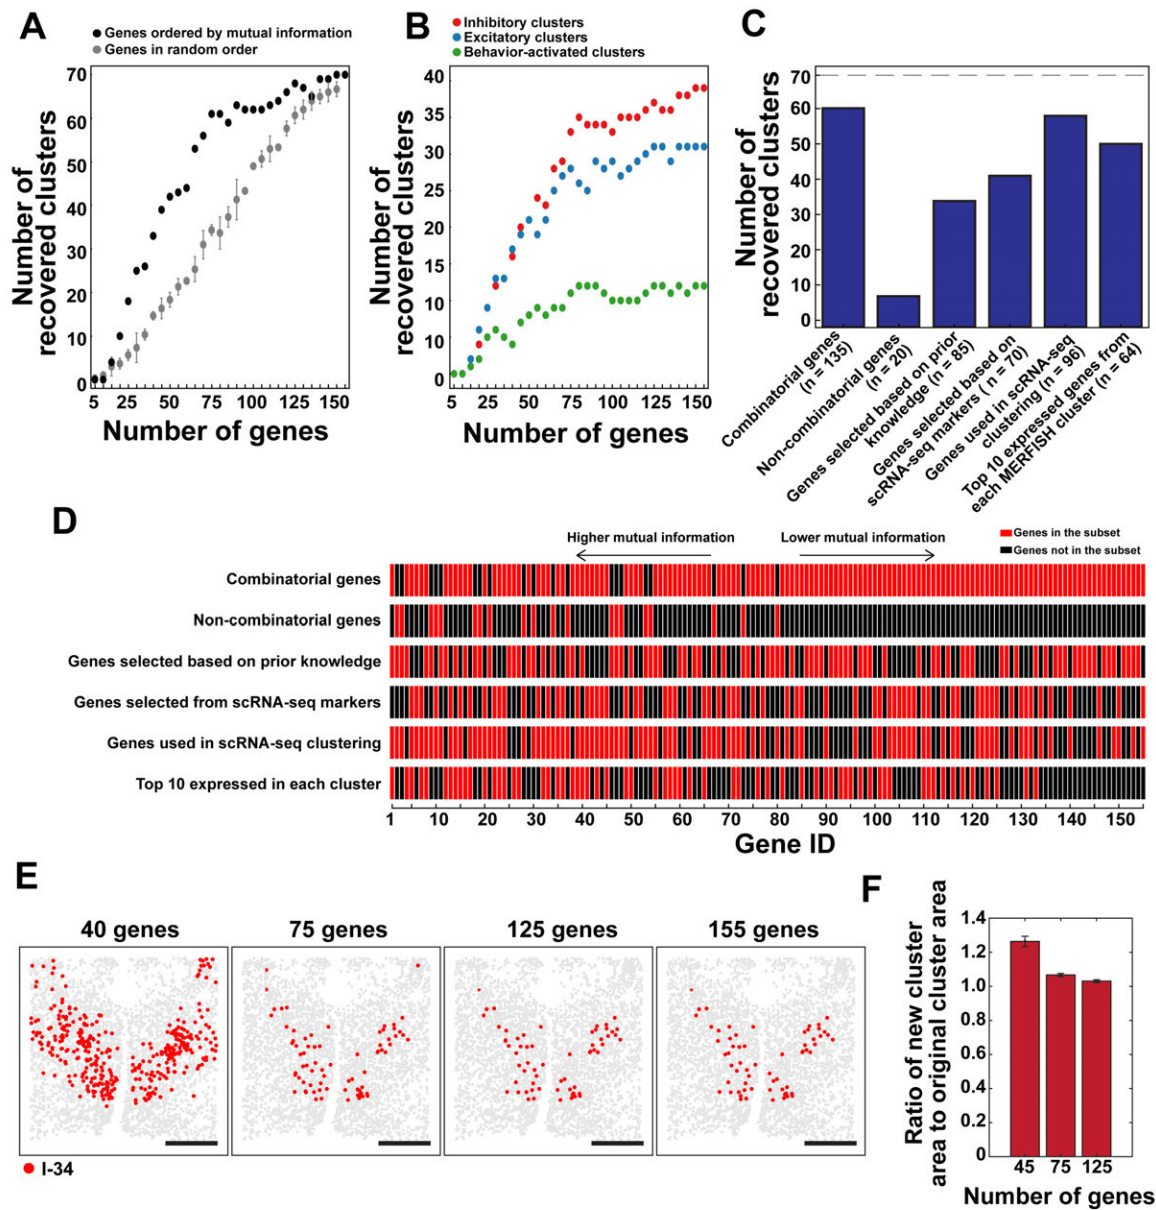 A
Genes ordered by mutual information
Genes in random order
Number of
recovered clusters
70
60
50
40
30
20
10
0
5 25 50 75 100 125 150
Number of genes
B
Inhibitory clusters
Excitatory clusters
Behavior-activated clusters
Number of
recovered clusters
40
35
30
25
20
15
10
10
0
5 25 50 75 100 125 150
Number of genes
C
Number of
recovered clusters
70
60
50
40
30
20
10
0
Combinatorial genes
(n = 135)
Non-combinatorial genes
(n = 20)
Genes selected based on prior
knowledge (n = 85)
Genes selected based on
scRNA-seq markers ( n = 70)
Genes used in scRNA-seq
clustering (n = 96)
Top 10 expressed genes from
each MERFISH cluster (n = 64)
D
Higher mutual information
Lower mutual information
Genes in the subset
Genes not in the subset
Combinatorial genes
Non-combinatorial genes
Genes selected based on prior knowledge
Genes selected from scRNA-seq markers
Genes used in scRNA-seq clustering
Top 10 expressed in each cluster
1 10 20 30 40 50 60 70 80 90 100 110 120 130 140 150
Gene ID
E
40 genes
75 genes
125 genes
155 genes
I-34
F
Ratio of new cluster
area to original cluster area
1.4
1.2
1.0
0.8
0.6
0.4
0.2
0
45 75 125
Number of genes